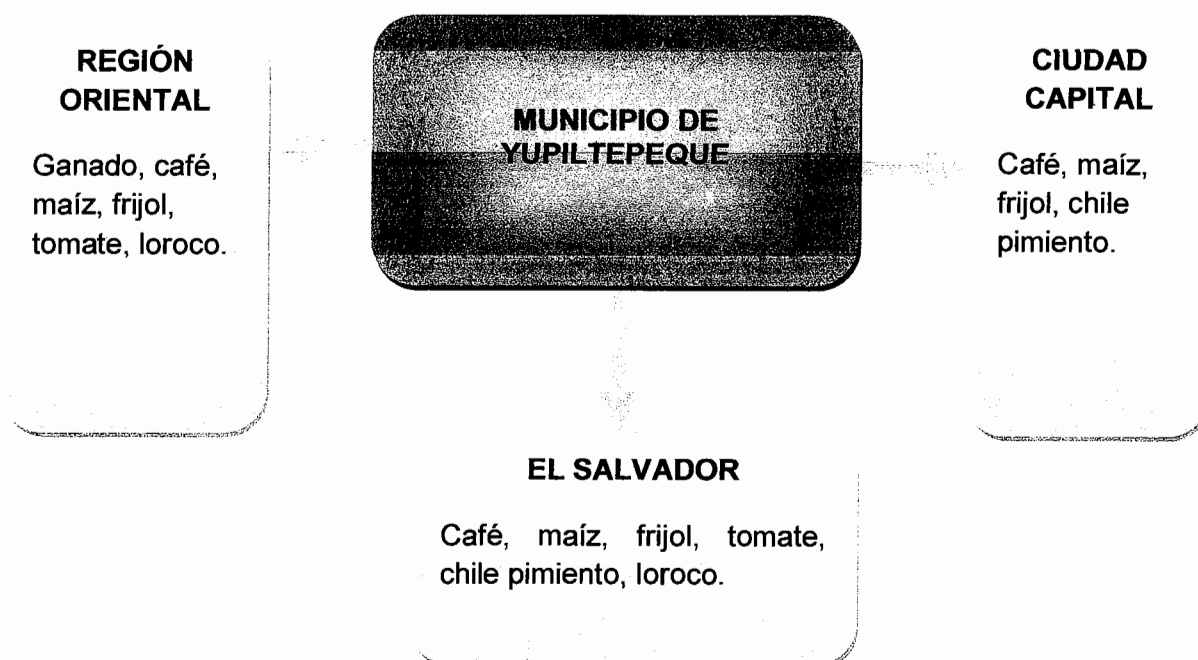 REGIÓN
ORIENTAL
Ganado, café,
maíz, frijol,
tomate, loroco.
MUNICIPIO DE
YUPILTEPEQUE
CIUDAD
CAPITAL
Café, maíz,
frijol, chile
pimiento.
EL SALVADOR
Café, maíz, frijol, tomate,
chile pimiento, loroco.